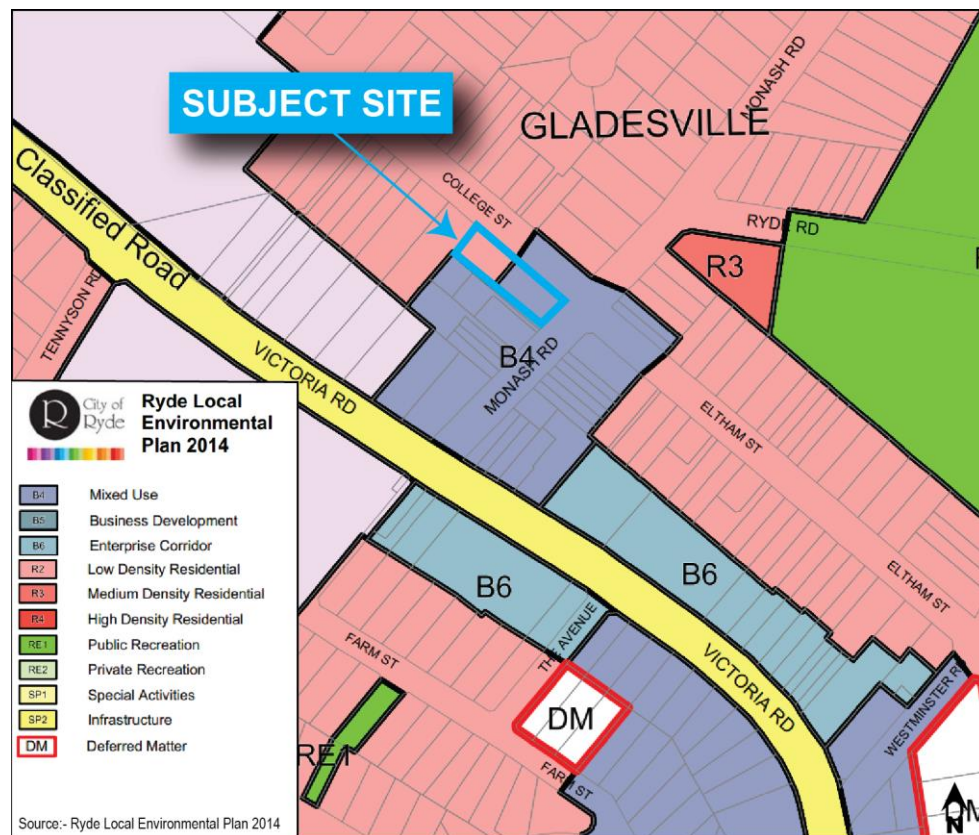 SUBJECT SITE
GLADESVILLE
MONASH RD
COLLEGE ST
RYDE RD
R3
Classified Road
TENNYSON RD
VICTORIA RD
B4
MONASH RD
ELTHAM ST
ELTHAM ST
B6
B6
THE AVENUE
FARM ST
VICTORIA RD
WESTMINSTER R
DM
RE1
FARM ST
City of
Ryde
R
Ryde Local
Environmental
Plan 2014
B4 Mixed Use
B5 Business Development
B6 Enterprise Corridor
R2 Low Density Residential
R3 Medium Density Residential
R4 High Density Residential
RE1 Public Recreation
RE2 Private Recreation
SP1 Special Activities
SP2 Infrastructure
DM Deferred Matter
Source:- Ryde Local Environmental Plan 2014
N